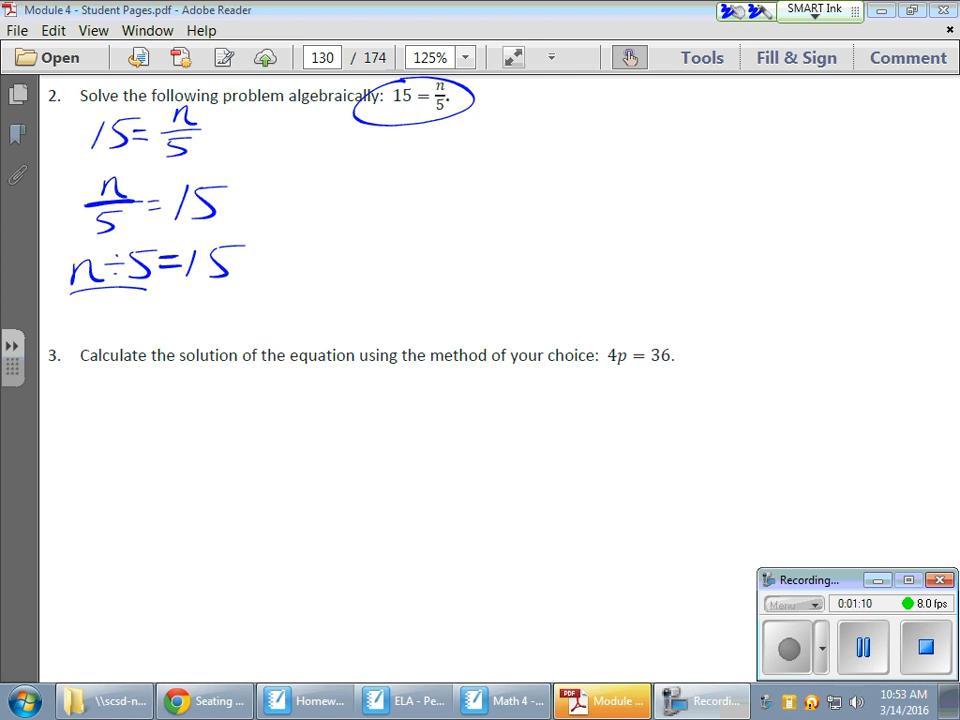 Module 4 - Student Pages.pdf - Adobe Reader
SMART Ink
File Edit View Window Help
Open 130 / 174 125% Tools Fill & Sign Comment
2. Solve the following problem algebraically: 15 = n/5.
15 = n/5
n/5 = 15
n ÷ 5 = 15
3. Calculate the solution of the equation using the method of your choice: 4p = 36.
Recording...
Menu 0:01:10 8.0 fps
\\scsd-n... Seating ... Homew... ELA - Pe... Math 4 -... Module ... Recordi...
10:53 AM
3/14/2016